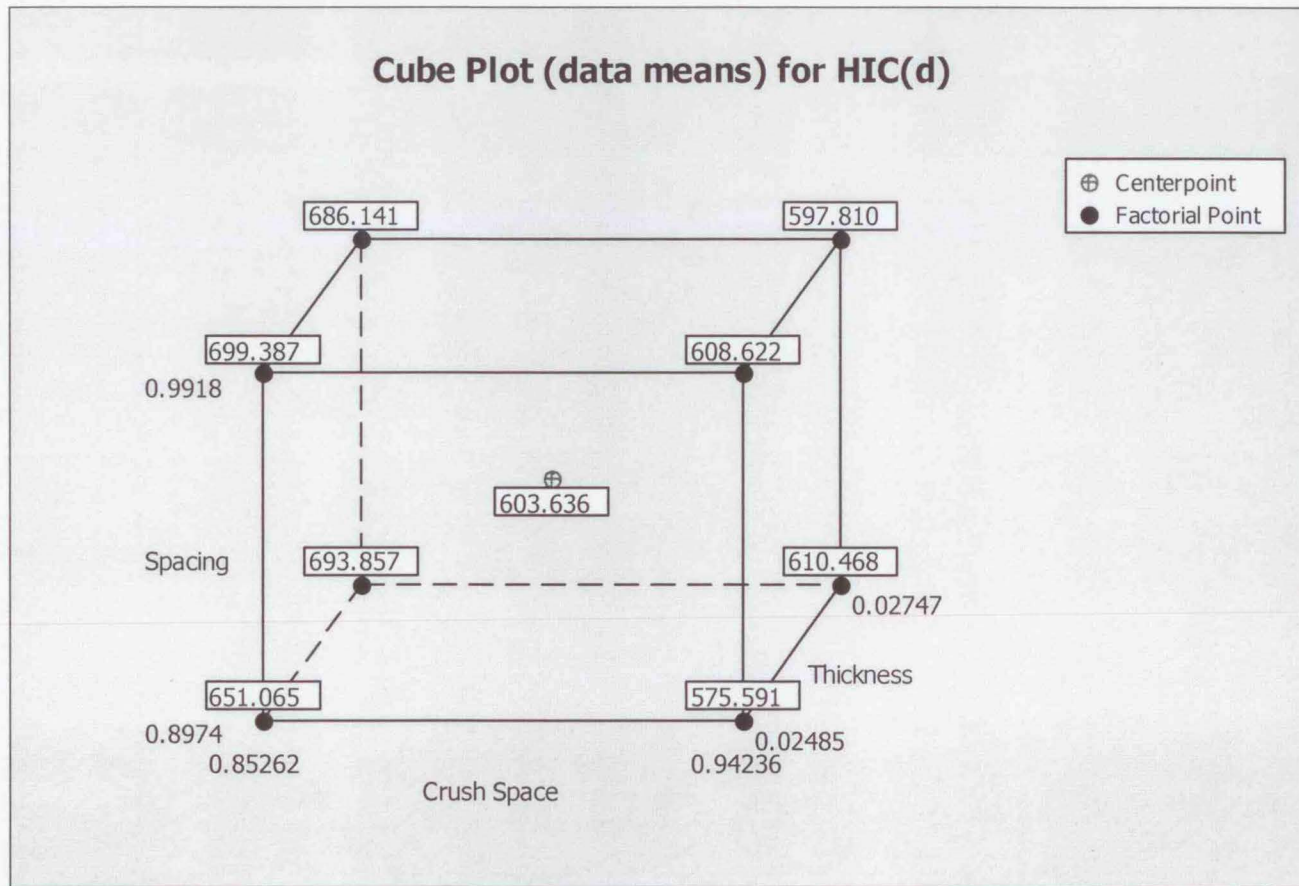 Cube Plot (data means) for HIC(d)
Centerpoint
Factorial Point
686.141
597.810
699.387
608.622
0.9918
603.636
Spacing
693.857
610.468
0.02747
Thickness
651.065
575.591
0.8974
0.02485
0.85262
0.94236
Crush Space